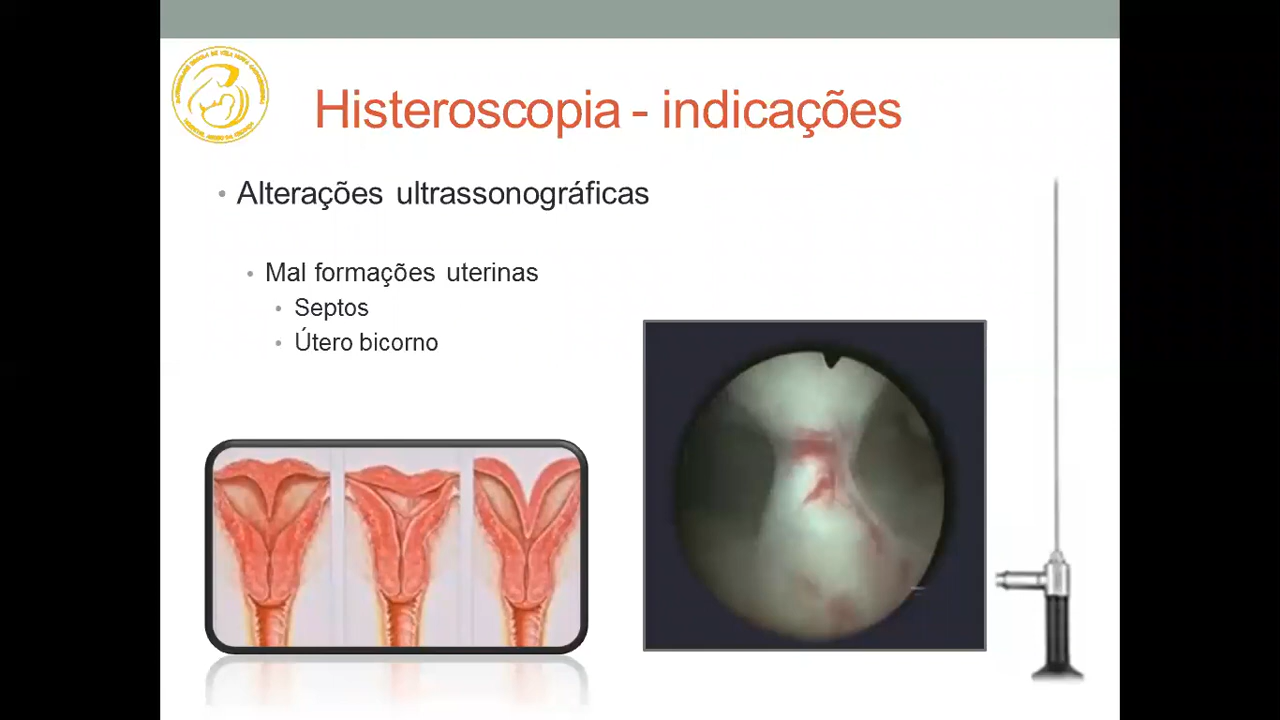 Histeroscopia - indicações
• Alterações ultrassonográficas
• Mal formações uterinas
• Septos
• Útero bicorno